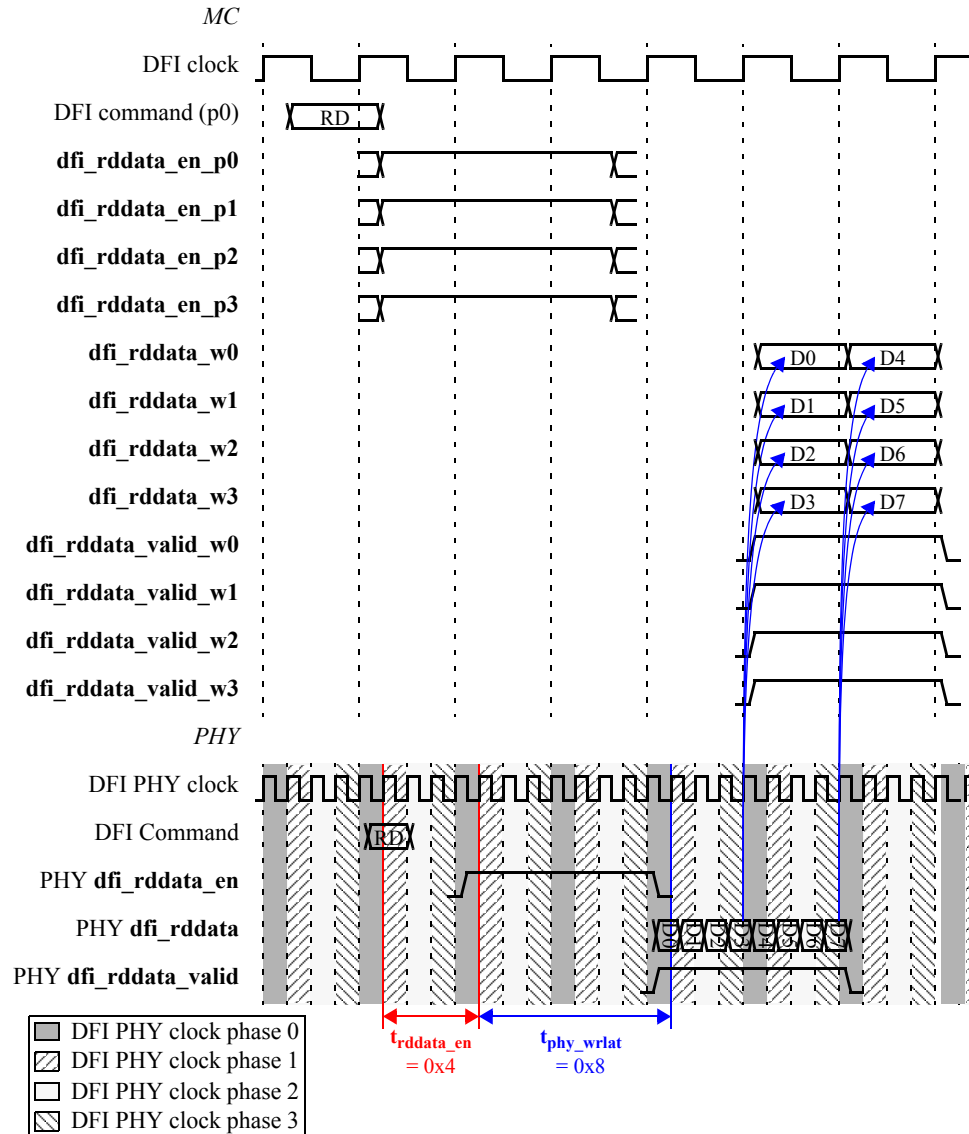 MC
DFI clock
DFI command (p0) RD
dfi_rddata_en_p0
dfi_rddata_en_p1
dfi_rddata_en_p2
dfi_rddata_en_p3
dfi_rddata_w0 D0 D4
dfi_rddata_w1 D1 D5
dfi_rddata_w2 D2 D6
dfi_rddata_w3 D3 D7
dfi_rddata_valid_w0
dfi_rddata_valid_w1
dfi_rddata_valid_w2
dfi_rddata_valid_w3
PHY
DFI PHY clock
DFI Command RD
PHY dfi_rddata_en
PHY dfi_rddata D0 D1 D2 D3 D4 D5 D6 D7
PHY dfi_rddata_valid
DFI PHY clock phase 0
DFI PHY clock phase 1
DFI PHY clock phase 2
DFI PHY clock phase 3
trddata_en
= 0x4
tphy_wrlat
= 0x8